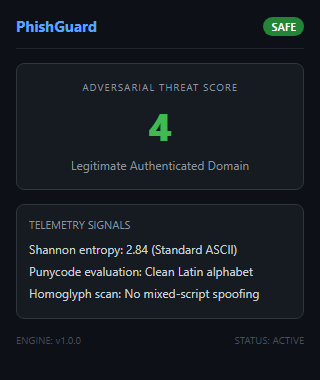 PhishGuard SAFE
ADVERSARIAL THREAT SCORE
4
Legitimate Authenticated Domain
TELEMETRY SIGNALS
Shannon entropy: 2.84 (Standard ASCII)
Punycode evaluation: Clean Latin alphabet
Homoglyph scan: No mixed-script spoofing
ENGINE: v1.0.0 STATUS: ACTIVE